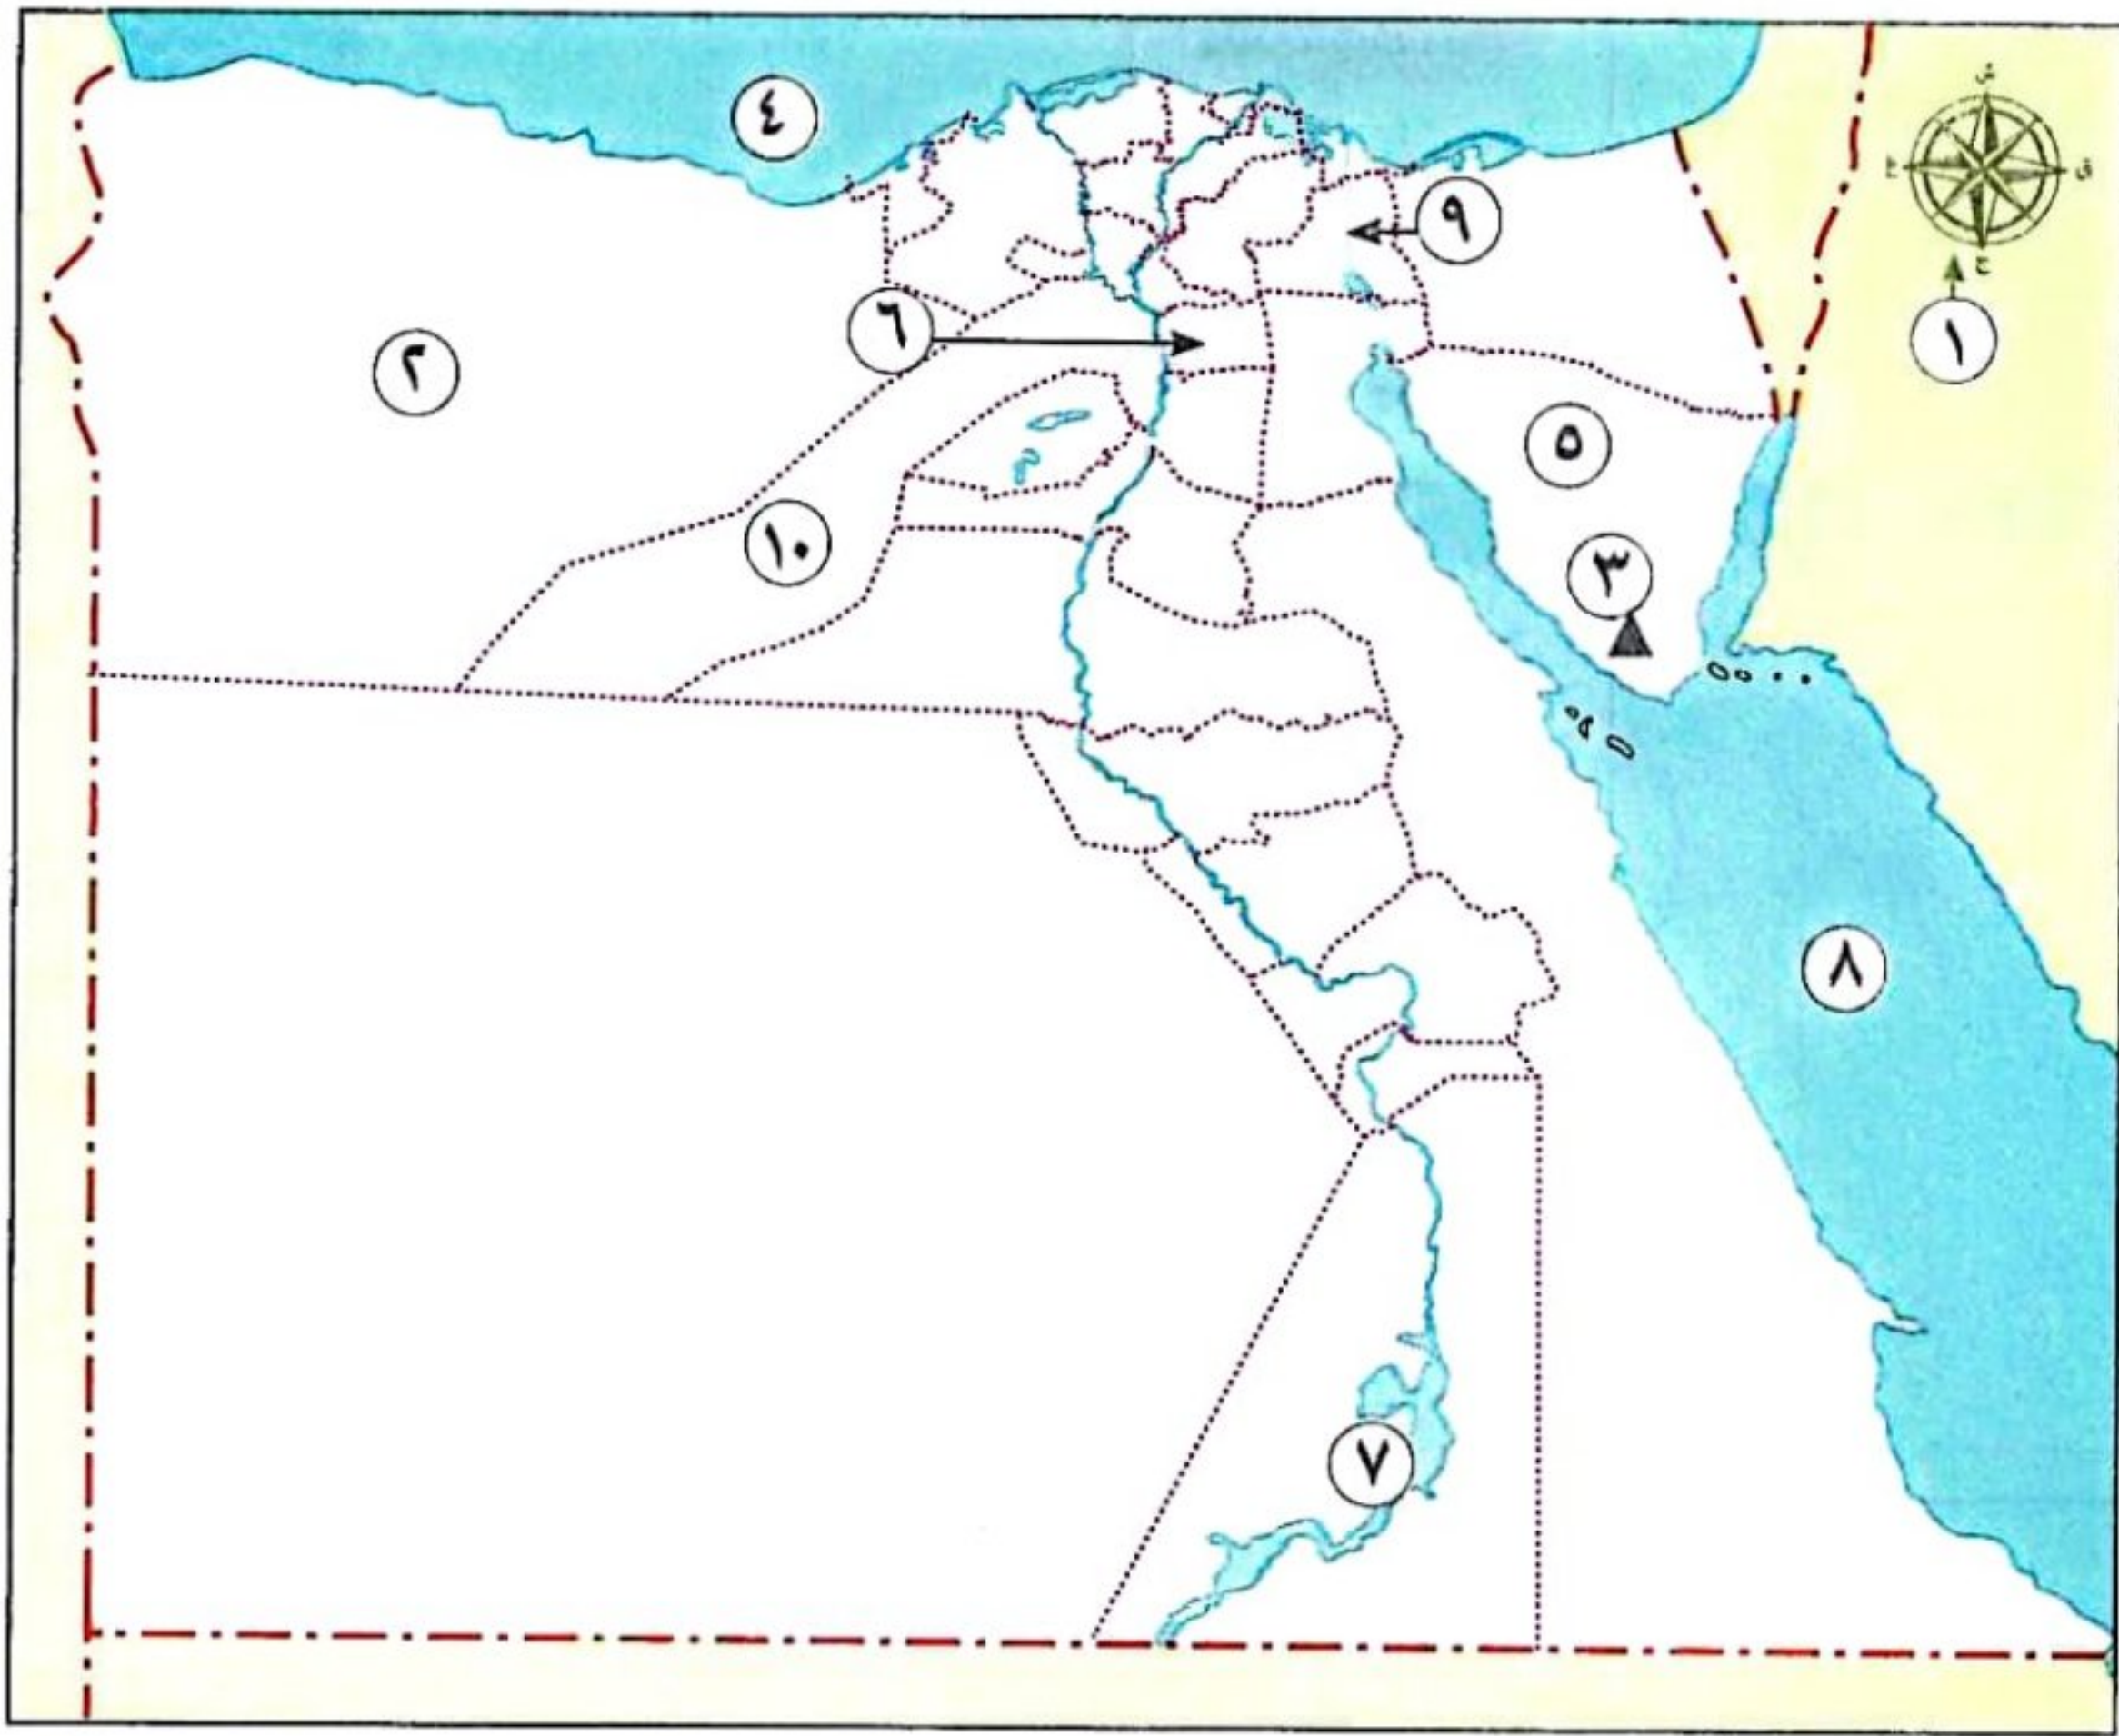 ش
٤
غ
ق
٩
ج
٦
١
٢
٥
١٠
٣
٨
٧